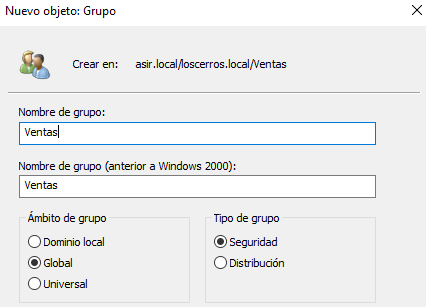 Nuevo objeto: Grupo
Crear en: asir.local/loscerros.local/Ventas
Nombre de grupo:
Ventas
Nombre de grupo (anterior a Windows 2000):
Ventas
Ámbito de grupo
Dominio local
Global
Universal
Tipo de grupo
Seguridad
Distribución